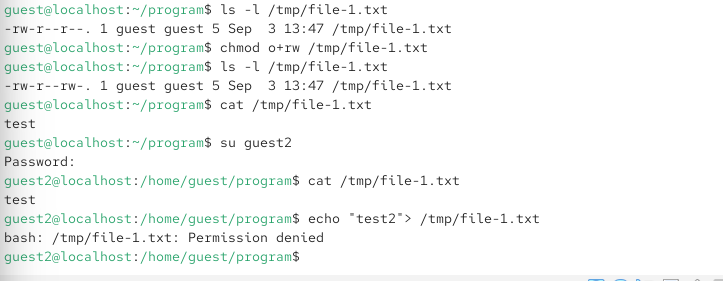 guest@localhost:~/program$ ls -l /tmp/file-1.txt
-rw-r--r--. 1 guest guest 5 Sep  3 13:47 /tmp/file-1.txt
guest@localhost:~/program$ chmod o+rw /tmp/file-1.txt
guest@localhost:~/program$ ls -l /tmp/file-1.txt
-rw-r--rw-. 1 guest guest 5 Sep  3 13:47 /tmp/file-1.txt
guest@localhost:~/program$ cat /tmp/file-1.txt
test
guest@localhost:~/program$ su guest2
Password:
guest2@localhost:/home/guest/program$ cat /tmp/file-1.txt
test
guest2@localhost:/home/guest/program$ echo "test2"> /tmp/file-1.txt
bash: /tmp/file-1.txt: Permission denied
guest2@localhost:/home/guest/program$